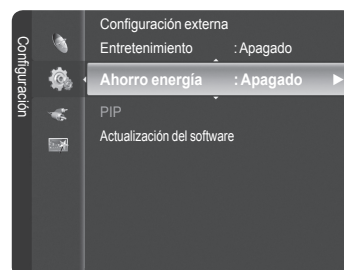 Configuración
Configuración externa
Entretenimiento : Apagado
Ahorro energía : Apagado
PIP
Actualización del software